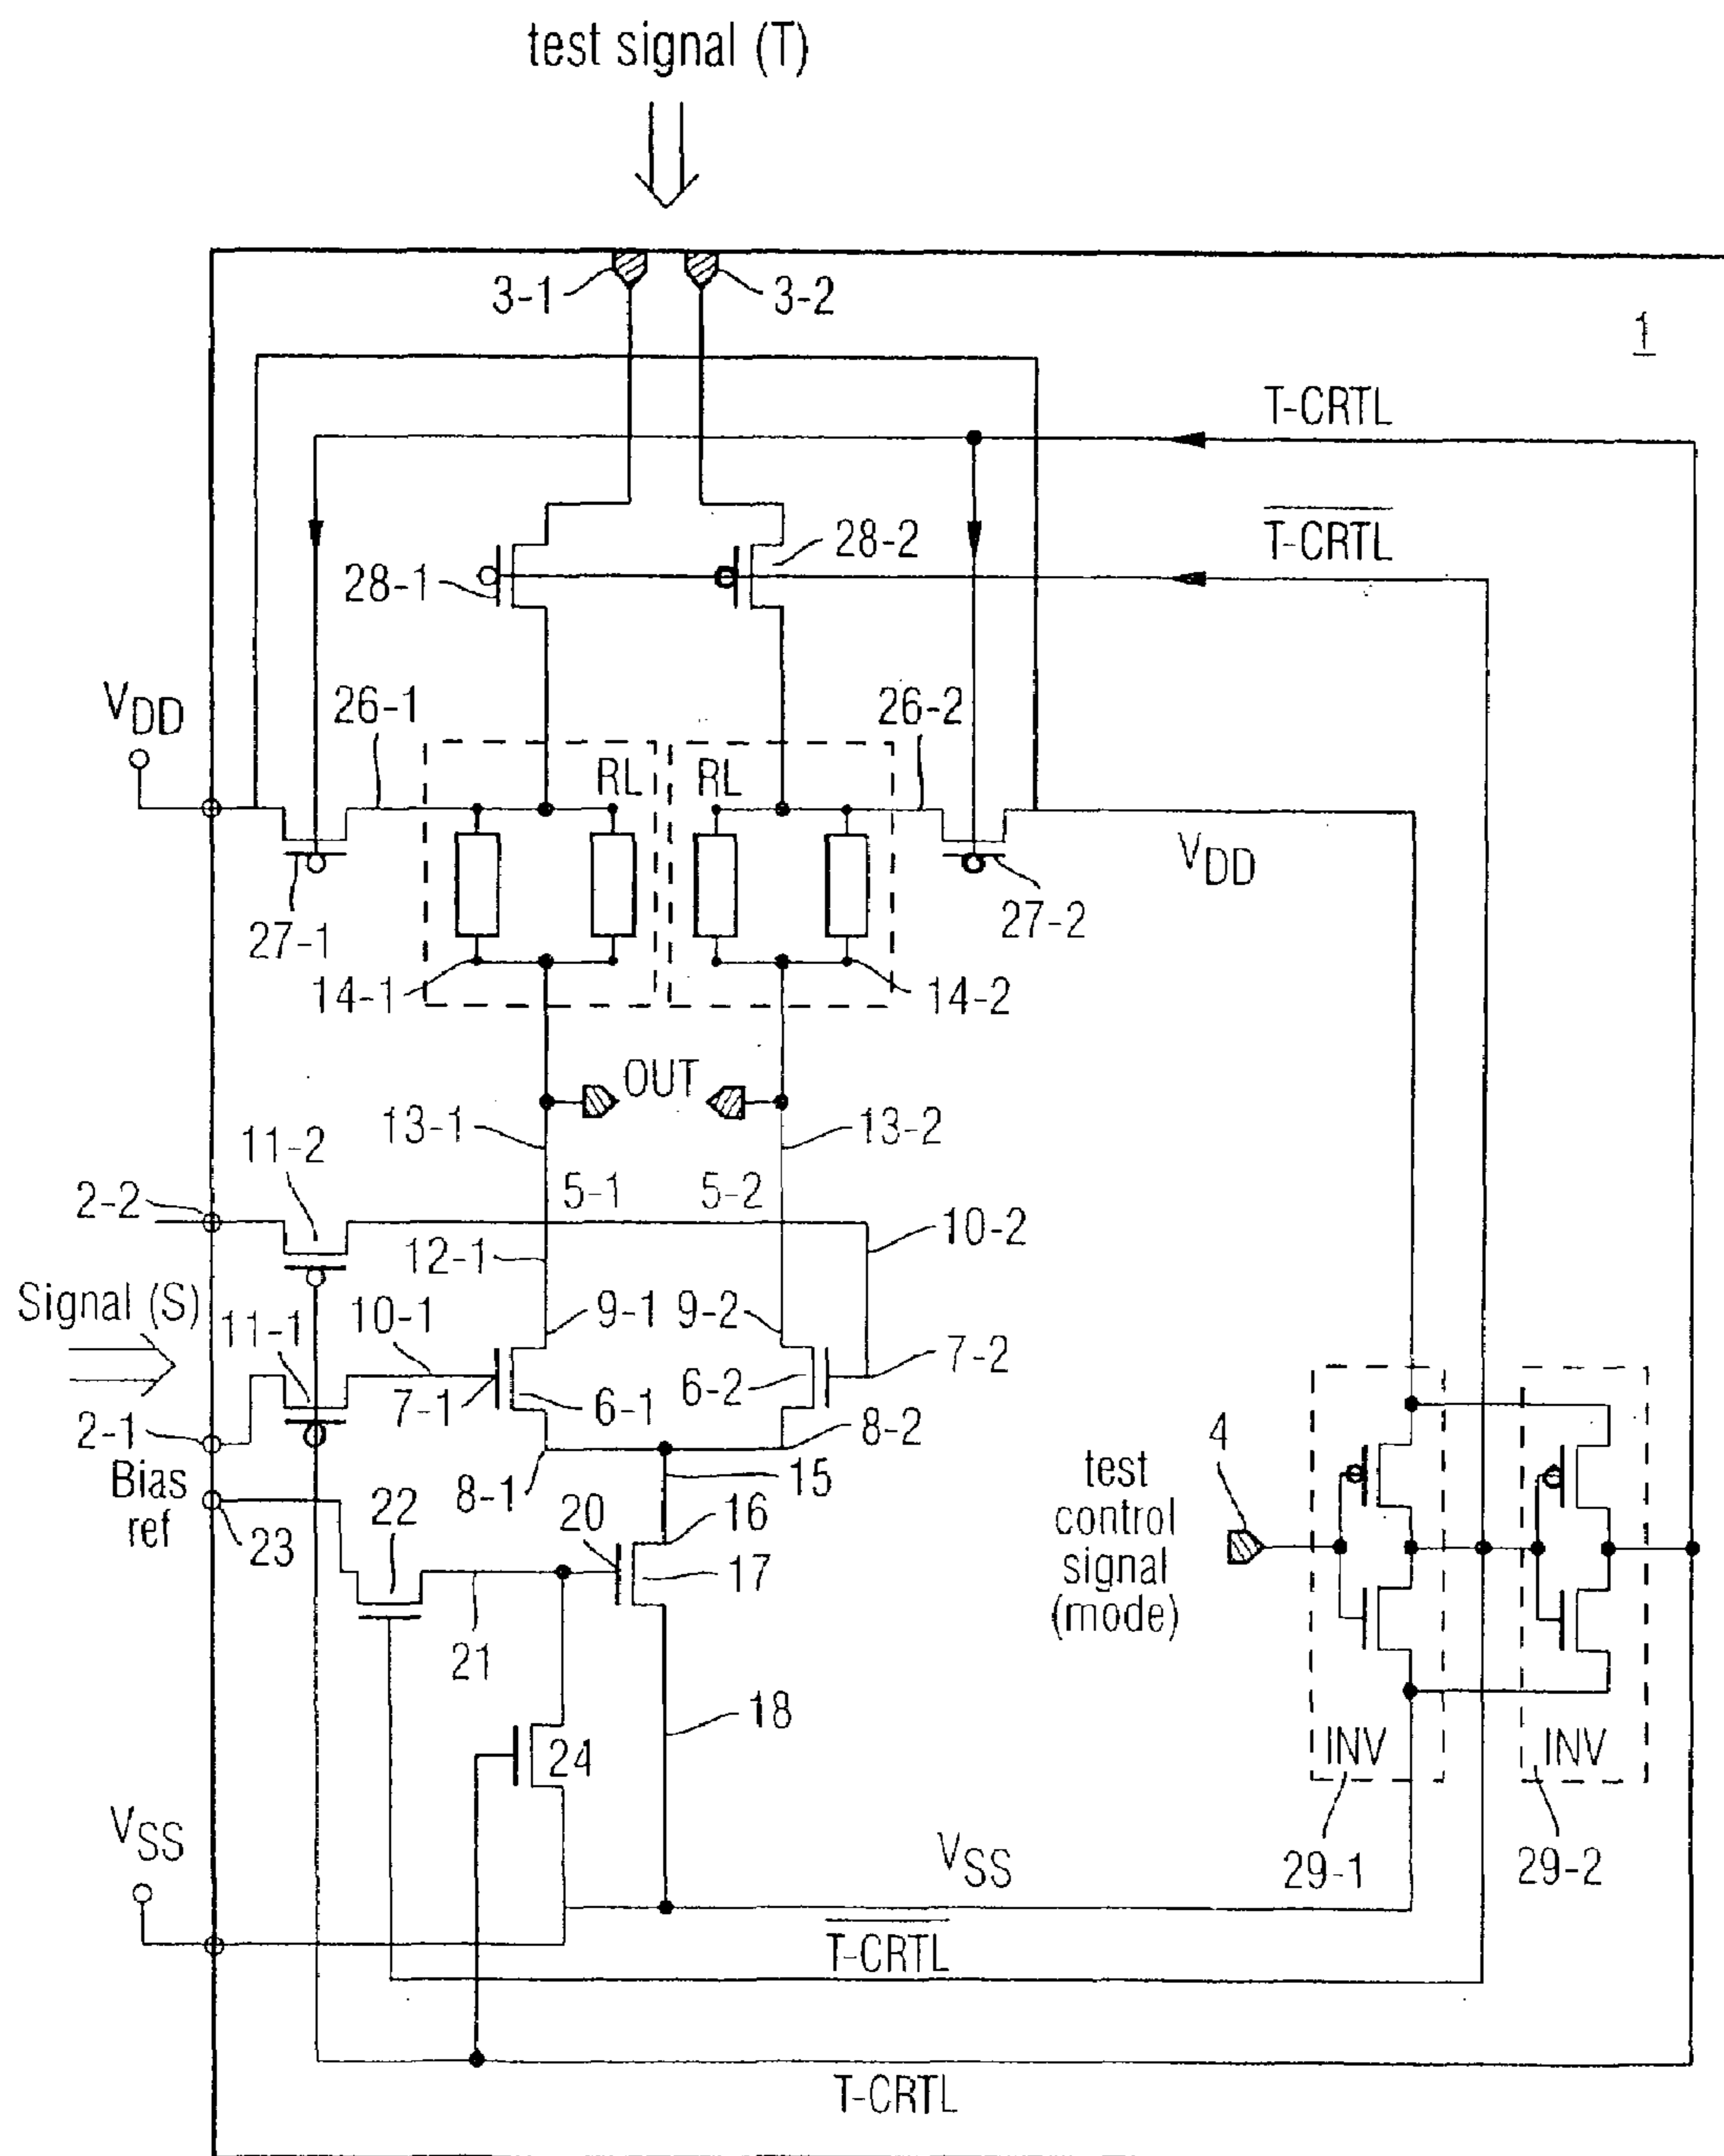 test signal (T)
3-1
3-2
1
T-CRTL
T-CRTL
28-1
28-2
VDD
26-1
26-2
RL
RL
VDD
27-1
27-2
14-1
14-2
OUT
13-1
13-2
11-2
2-2
5-1
5-2
10-2
12-1
Signal (S)
11-1
10-1
9-1
9-2
7-2
7-1
6-1
6-2
2-1
8-2
8-1
15
Bias
ref
23
22
20
16
17
4
test
control
signal
(mode)
21
18
24
INV
INV
29-1
29-2
VSS
VSS
T-CRTL
T-CRTL